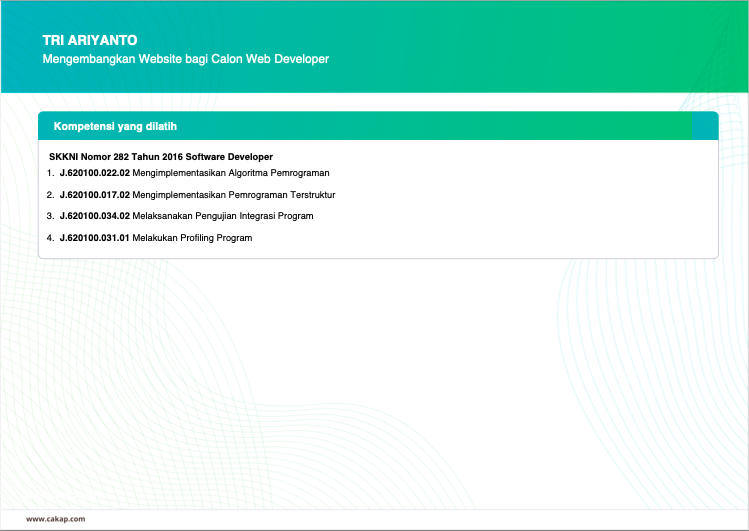 TRI ARIYANTO
Mengembangkan Website bagi Calon Web Developer
Kompetensi yang dilatih
SKKNI Nomor 282 Tahun 2016 Software Developer
1. J.620100.022.02 Mengimplementasikan Algoritma Pemrograman
2. J.620100.017.02 Mengimplementasikan Pemrograman Terstruktur
3. J.620100.034.02 Melaksanakan Pengujian Integrasi Program
4. J.620100.031.01 Melakukan Profiling Program
www.cakap.com